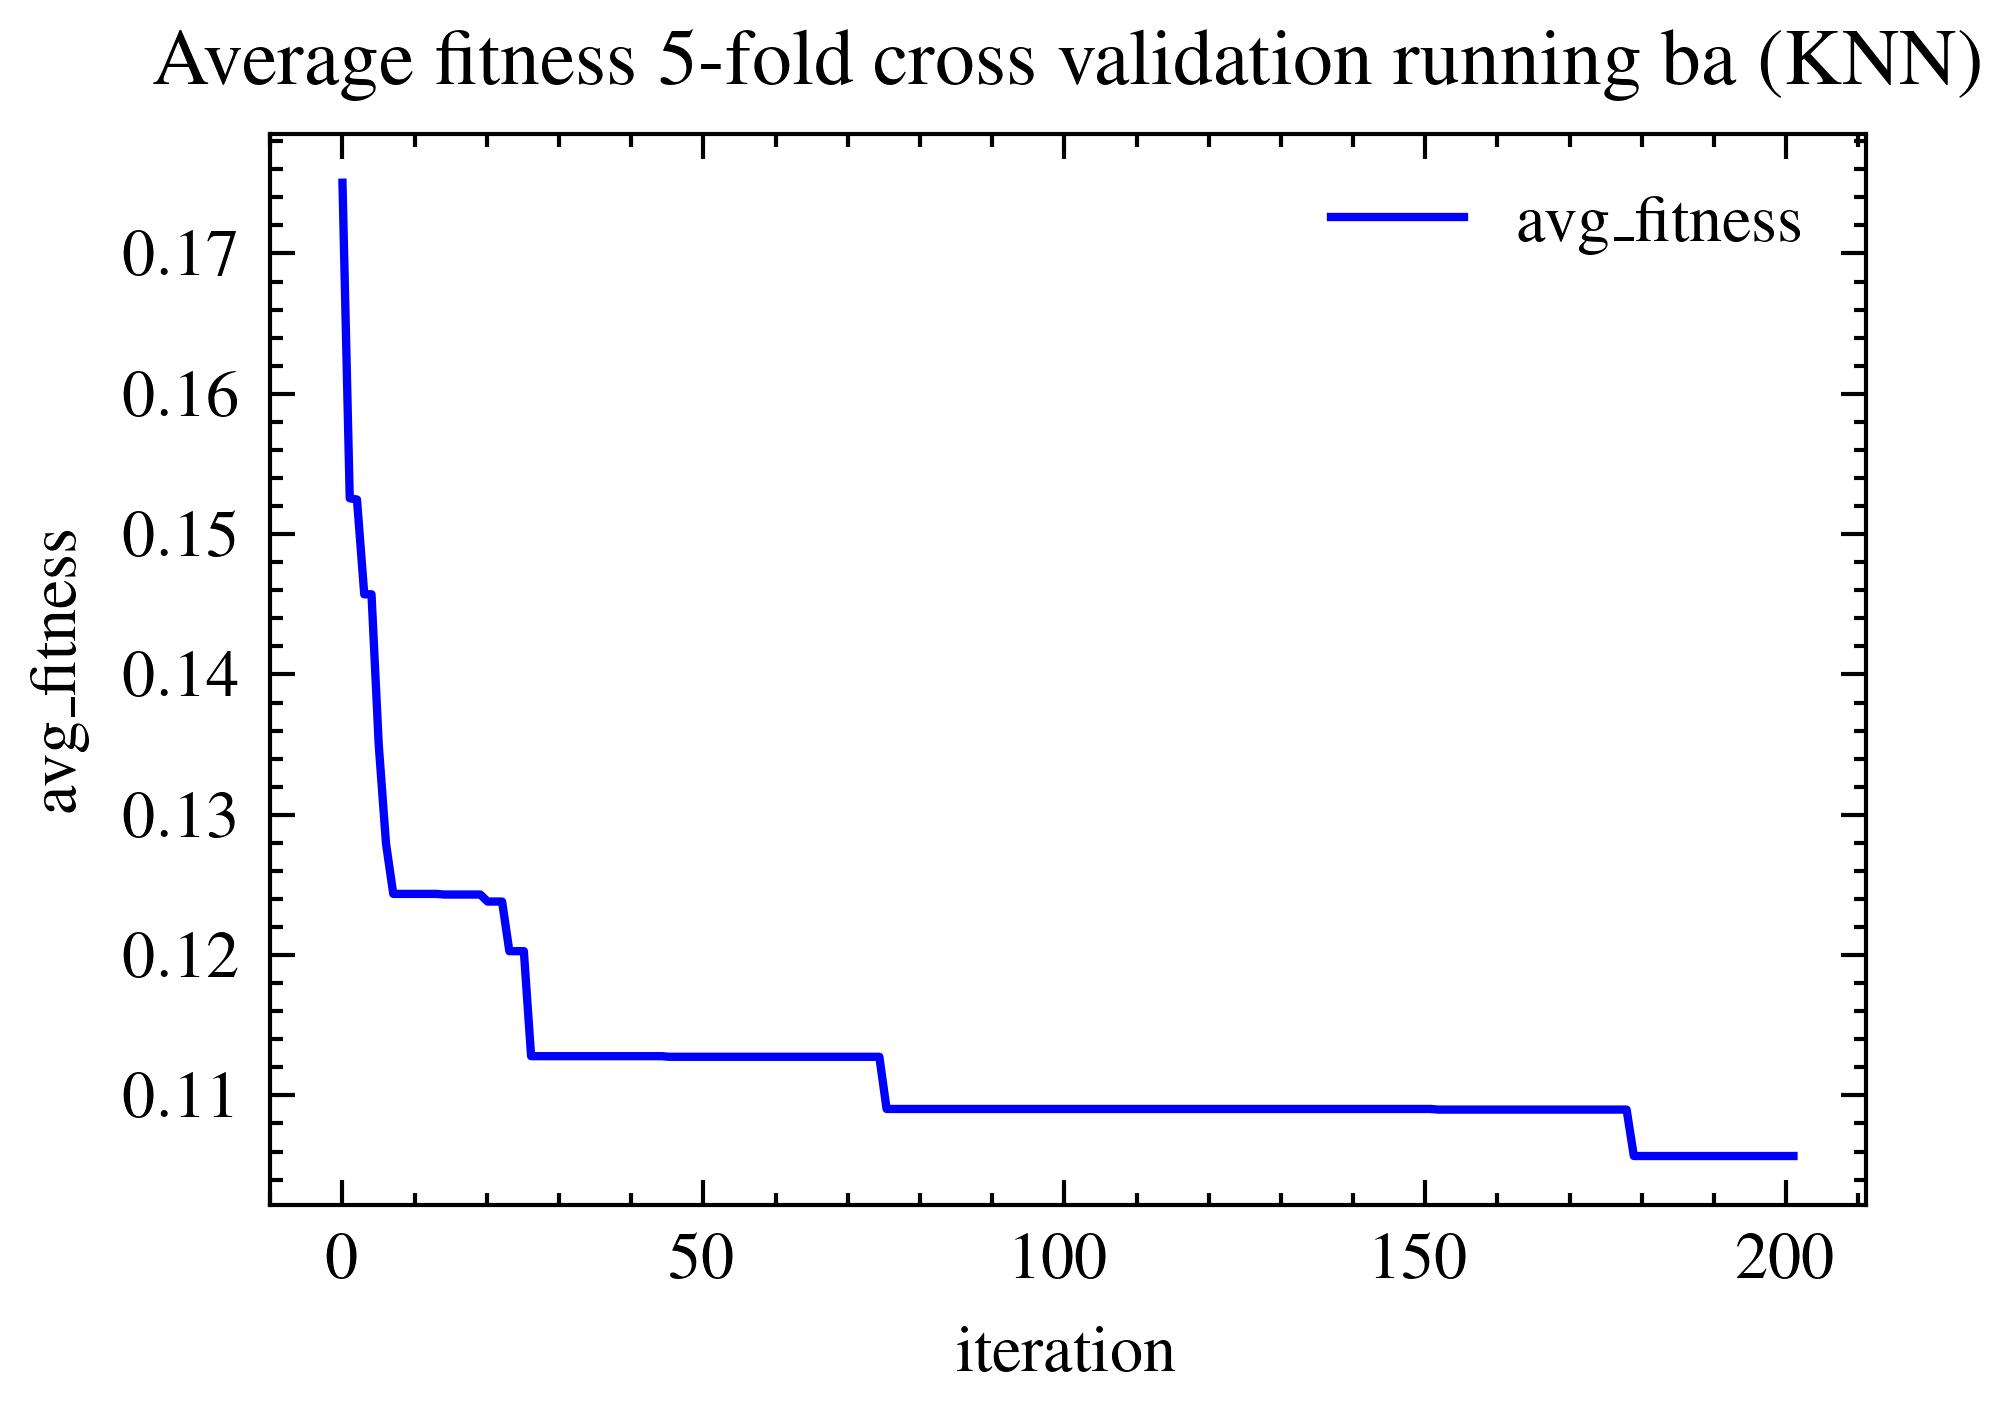 Average fitness 5-fold cross validation running ba (KNN)
avg_fitness
0.17
0.16
0.15
0.14
0.13
0.12
0.11
avg_fitness
0 50 100 150 200
iteration